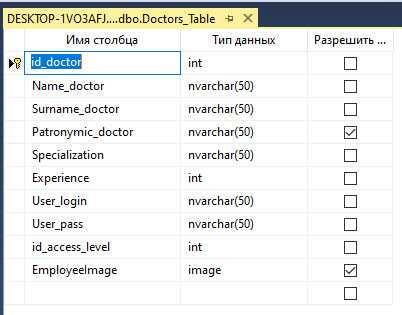 DESKTOP-1VO3AFJ....dbo.Doctors_Table
Имя столбца Тип данных Разрешить ...
id_doctor int
Name_doctor nvarchar(50)
Surname_doctor nvarchar(50)
Patronymic_doctor nvarchar(50)
Specialization nvarchar(50)
Experience int
User_login nvarchar(50)
User_pass nvarchar(50)
id_access_level int
EmployeeImage image